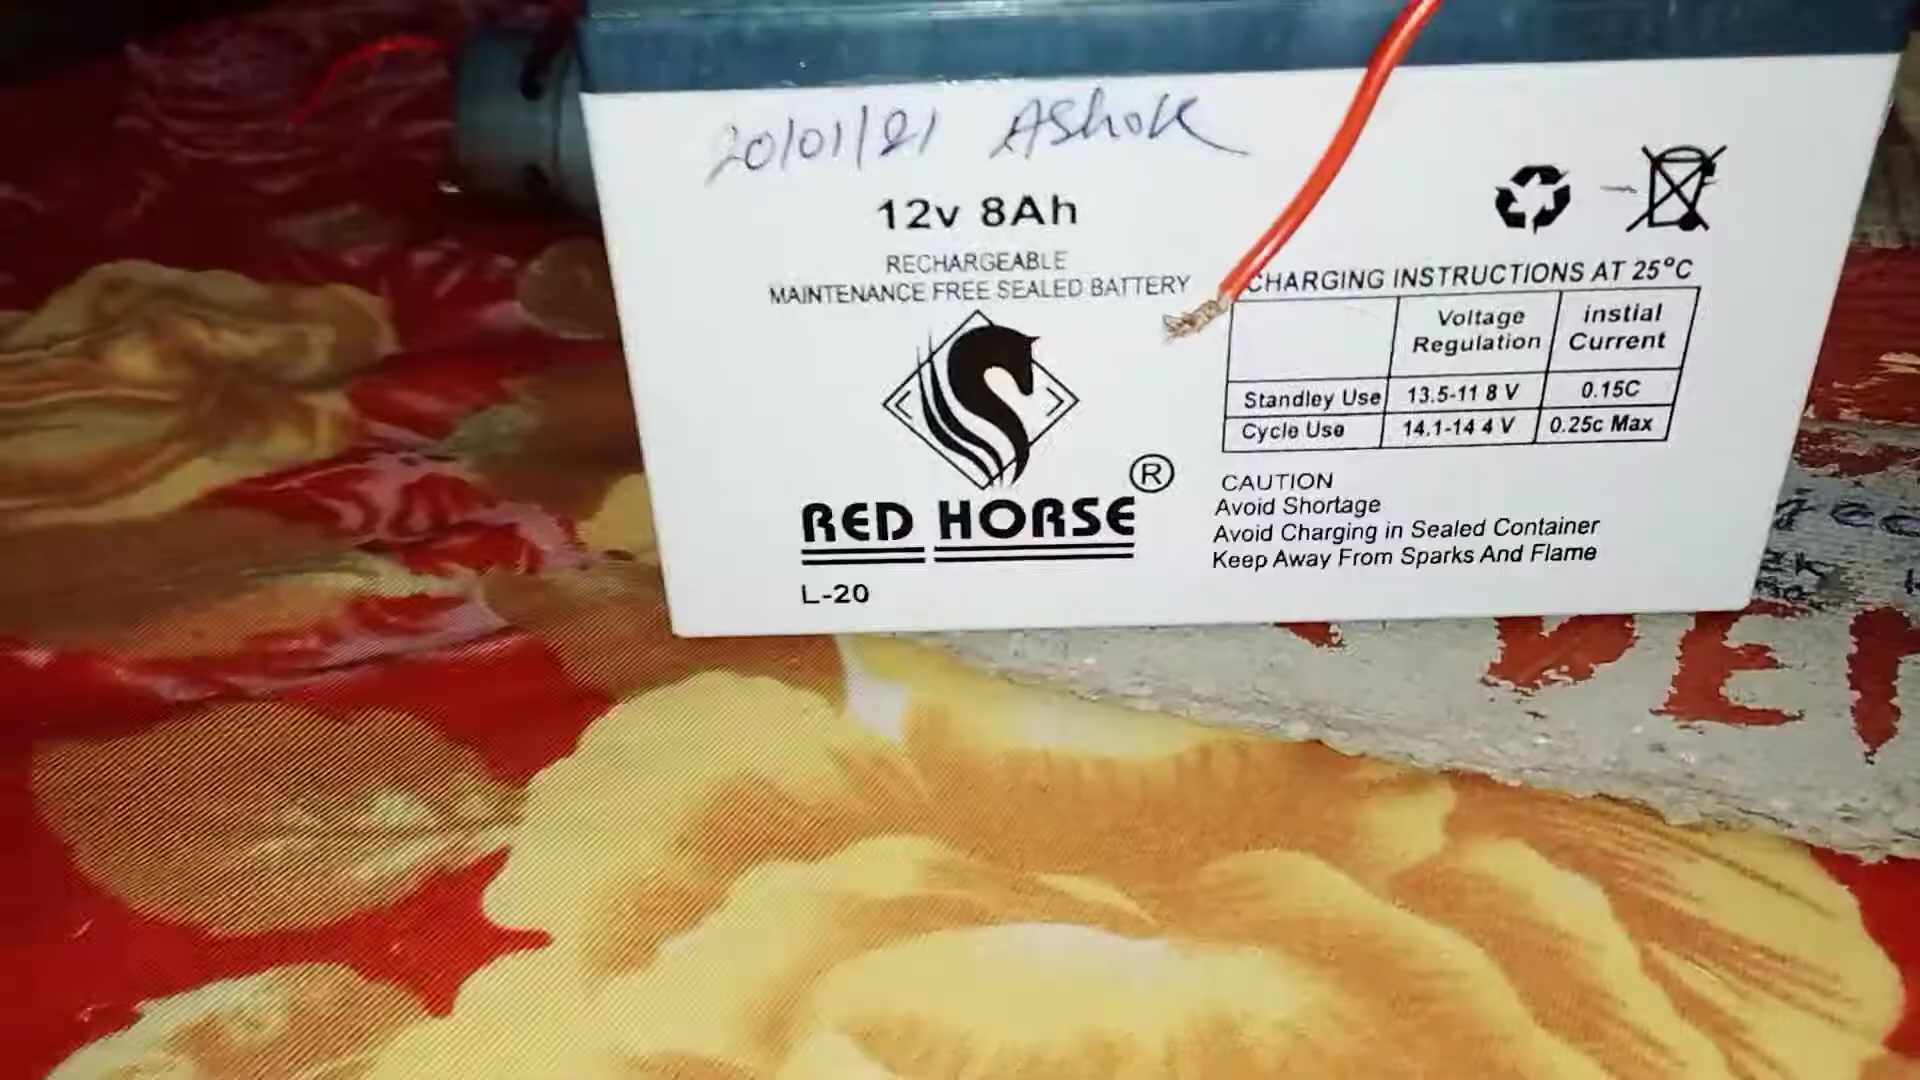 20/01/21 Ashok
12v 8Ah
RECHARGEABLE
MAINTENANCE FREE SEALED BATTERY
R
RED HORSE
L-20
CHARGING INSTRUCTIONS AT 25°C
Voltage Regulation instial Current
Standley Use 13.5-11 8 V 0.15C
Cycle Use 14.1-14 4 V 0.25c Max
CAUTION
Avoid Shortage
Avoid Charging in Sealed Container
Keep Away From Sparks And Flame